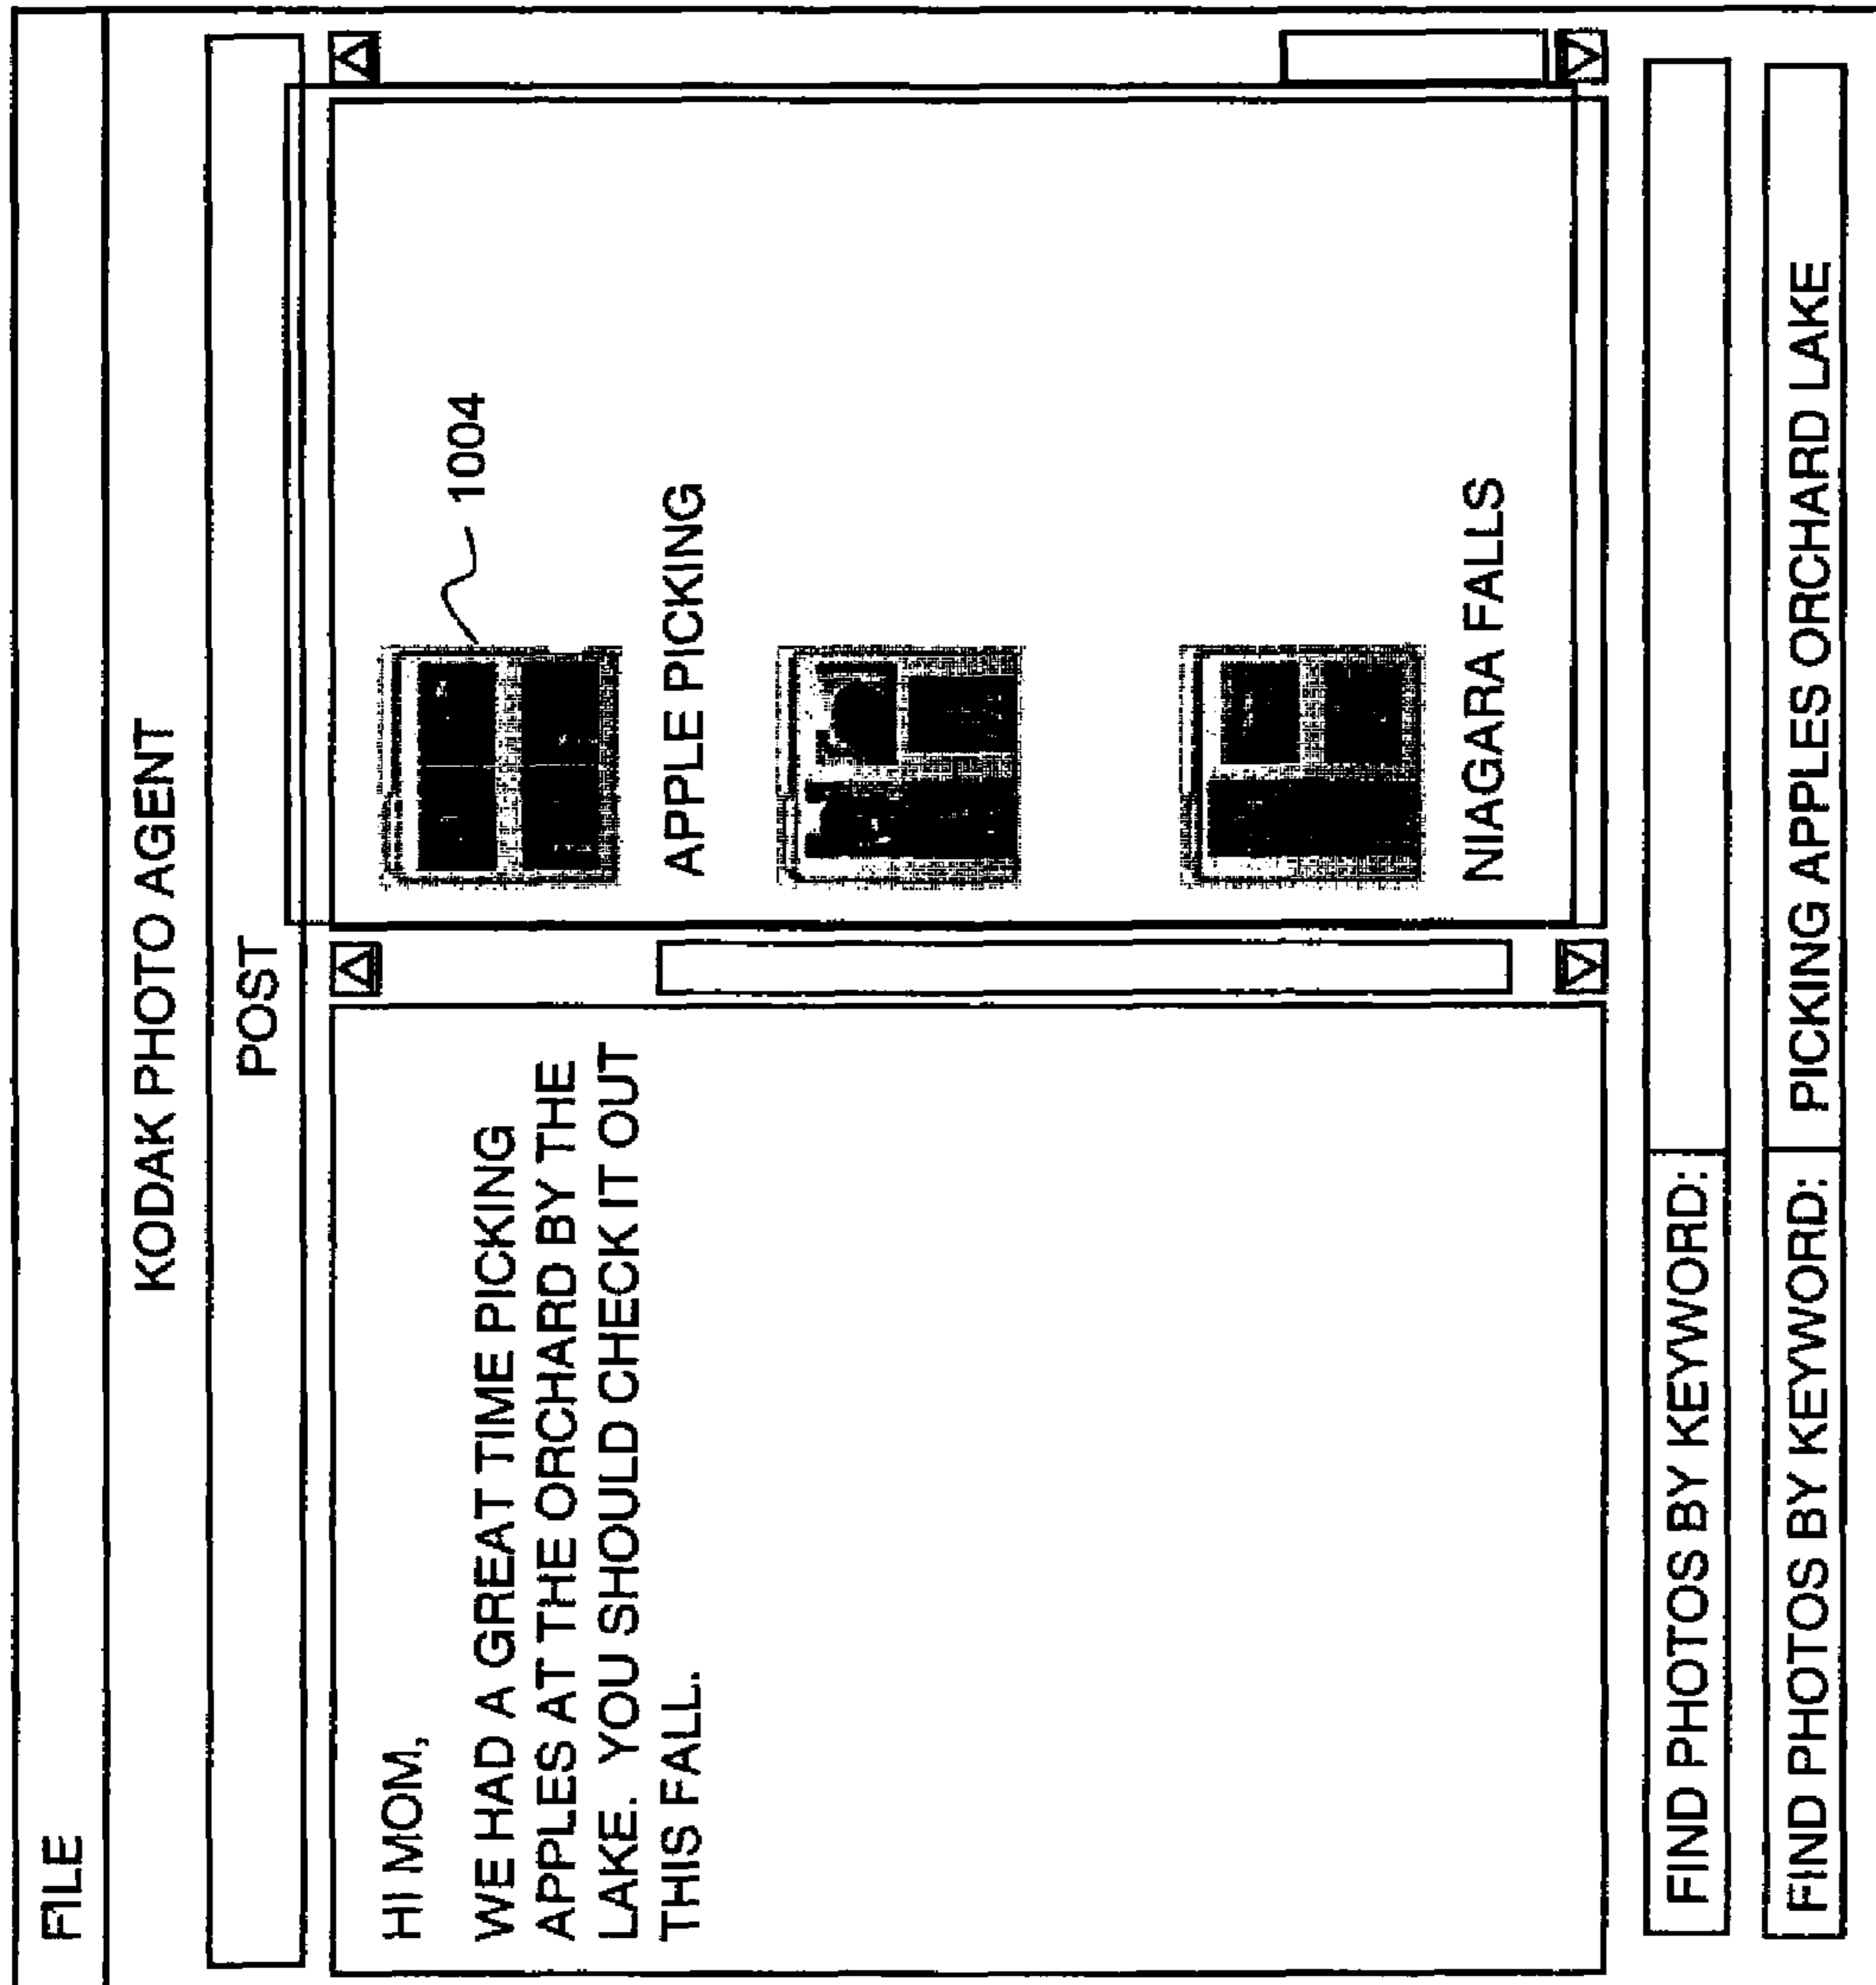 FILE
KODAK PHOTO AGENT
POST
HI MOM,
WE HAD A GREAT TIME PICKING
APPLES AT THE ORCHARD BY THE
LAKE. YOU SHOULD CHECK IT OUT
THIS FALL.
1004
APPLE PICKING
NIAGARA FALLS
FIND PHOTOS BY KEYWORD:
FIND PHOTOS BY KEYWORD: PICKING APPLES ORCHARD LAKE